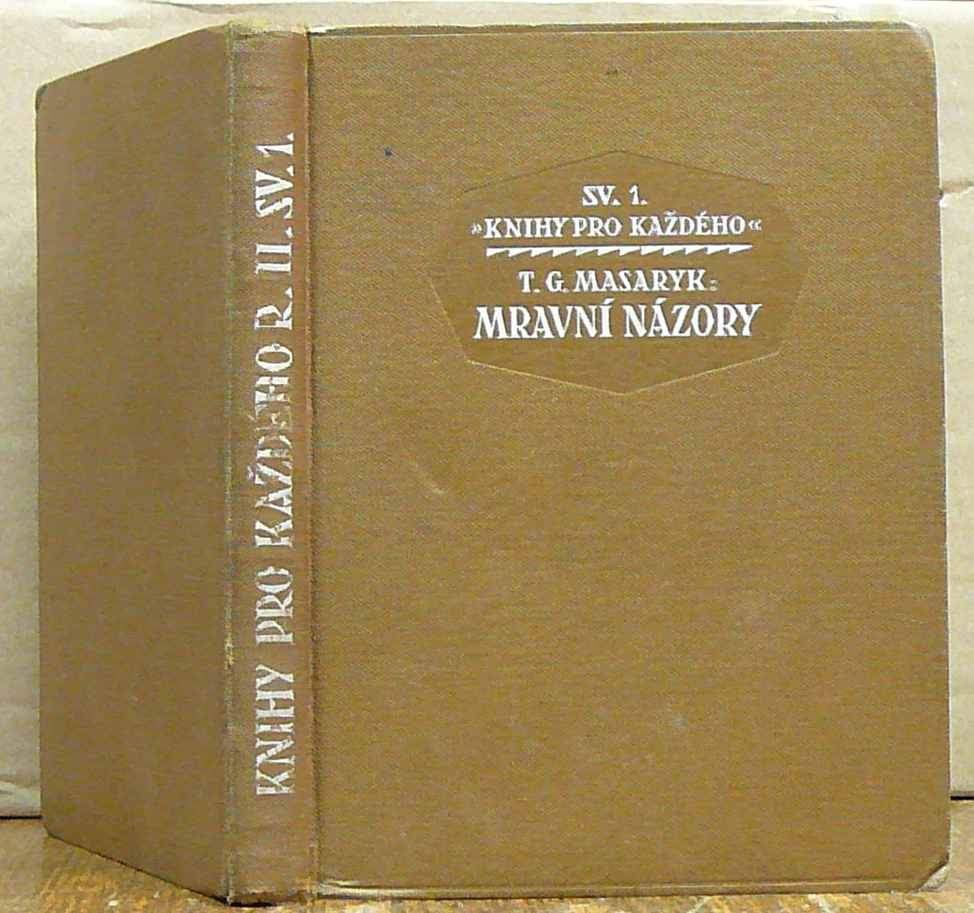 KNIHY PRO KAŽDÉHO R. II. SV. 1.
SV. 1.
»KNIHY PRO KAŽDÉHO«
T. G. MASARYK:
MRAVNÍ NÁZORY